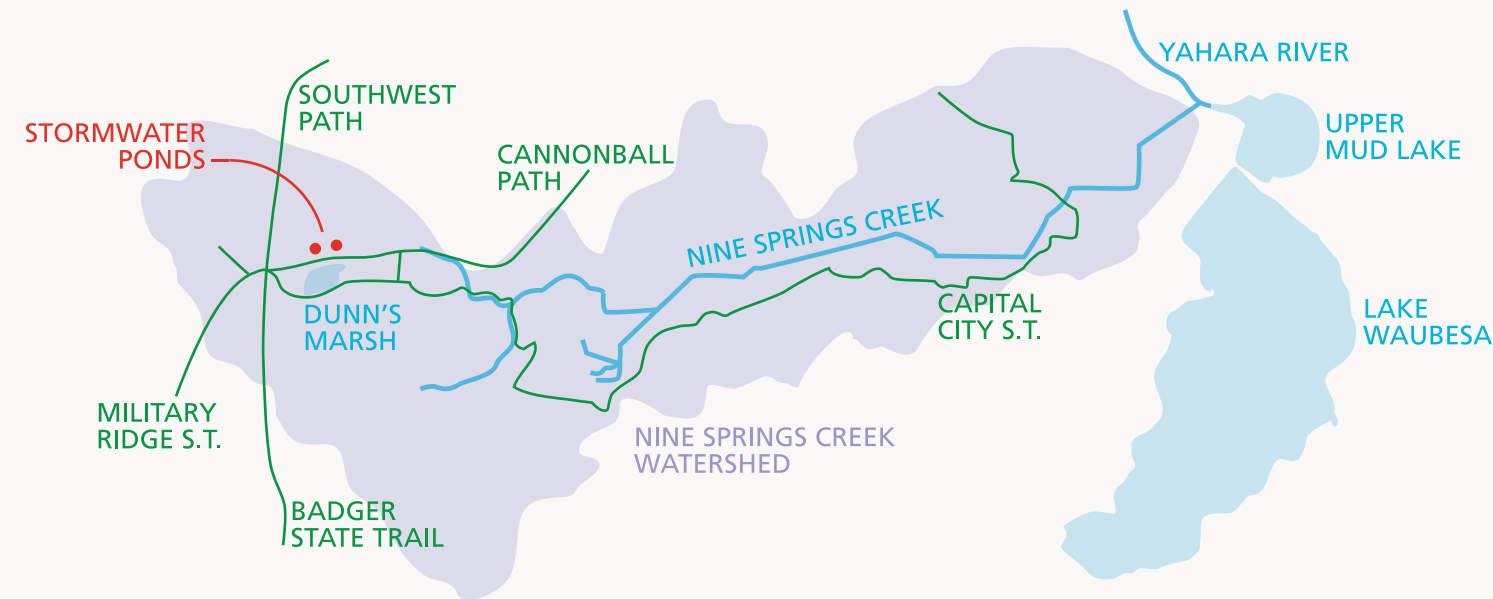 YAHARA RIVER
SOUTHWEST
PATH
STORMWATER
PONDS
CANNONBALL
PATH
UPPER
MUD LAKE
NINE SPRINGS CREEK
DUNN'S
MARSH
CAPITAL
CITY S.T.
LAKE
WAUBESA
MILITARY
RIDGE S.T.
NINE SPRINGS CREEK
WATERSHED
BADGER
STATE TRAIL